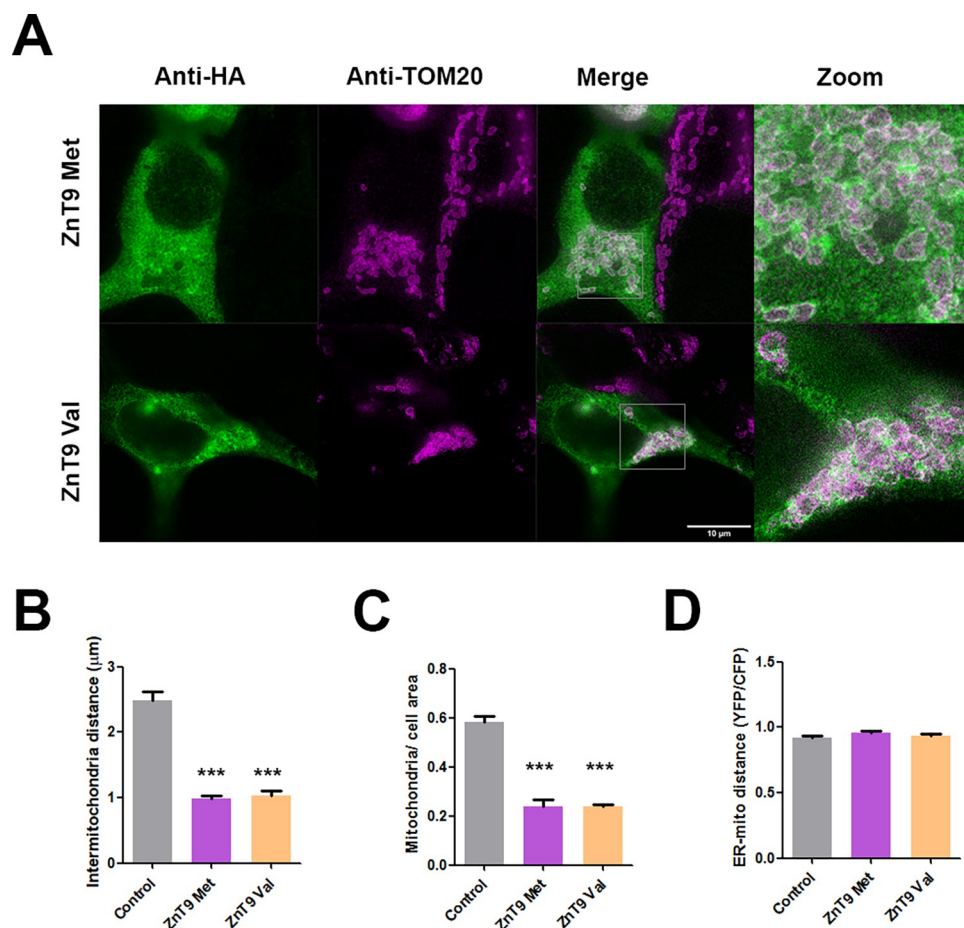 A
Anti-HA Anti-TOM20 Merge Zoom
ZnT9 Met
ZnT9 Val
10 µm
B
Intermitochondria distance (μm)
3
2
1
0
*** ***
Control ZnT9 Met ZnT9 Val
C
Mitochondria/ cell area
0.8
0.6
0.4
0.2
0.0
*** ***
Control ZnT9 Met ZnT9 Val
D
ER-mito distance (YFP/CFP)
1.5
1.0
0.5
0.0
Control ZnT9 Met ZnT9 Val